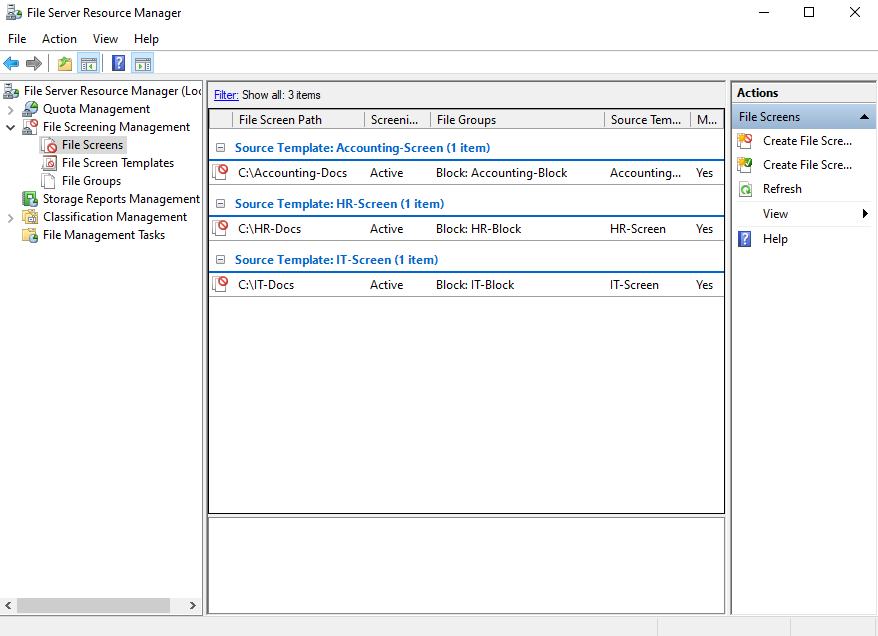 File Server Resource Manager
File Action View Help
File Server Resource Manager (Loc
Quota Management
File Screening Management
File Screens
File Screen Templates
File Groups
Storage Reports Management
Classification Management
File Management Tasks
Filter: Show all: 3 items
File Screen Path Screeni... File Groups Source Tem... M...
Source Template: Accounting-Screen (1 item)
C:\Accounting-Docs Active Block: Accounting-Block Accounting... Yes
Source Template: HR-Screen (1 item)
C:\HR-Docs Active Block: HR-Block HR-Screen Yes
Source Template: IT-Screen (1 item)
C:\IT-Docs Active Block: IT-Block IT-Screen Yes
Actions
File Screens
Create File Scre...
Create File Scre...
Refresh
View
Help